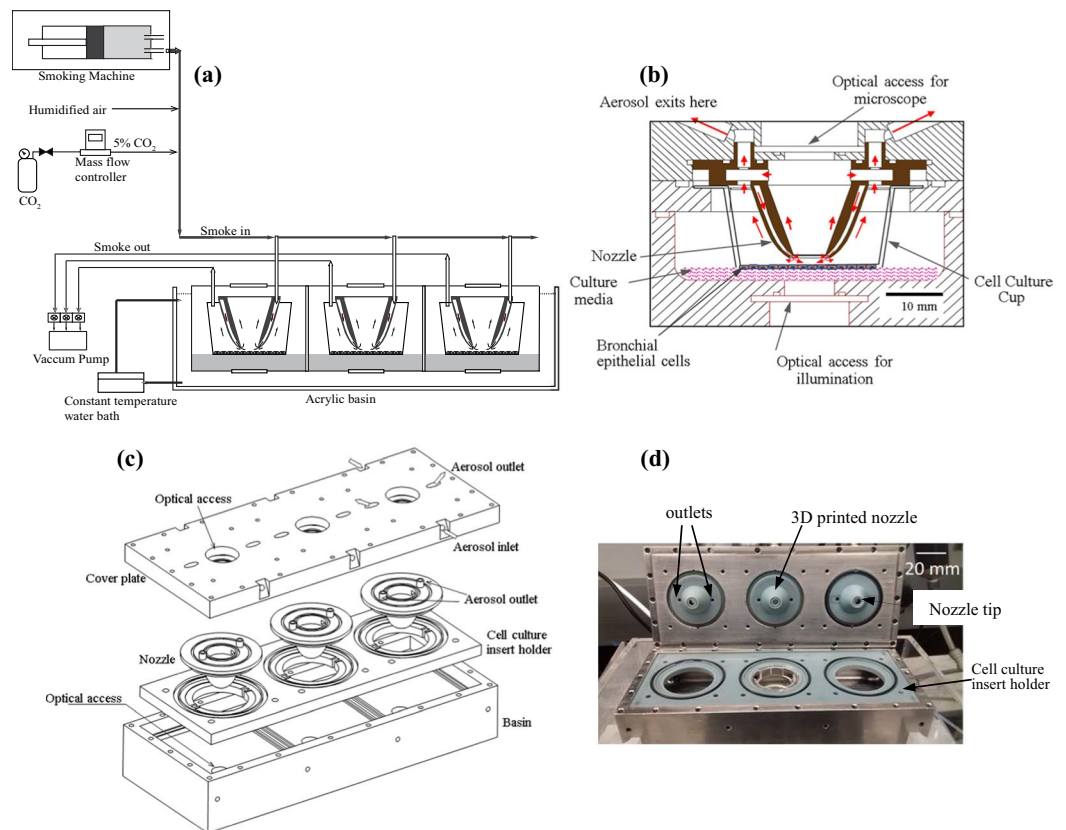 (a)
Smoking Machine
Humidified air
5% CO2
Mass flow
controller
CO2
Smoke in
Smoke out
Vaccum Pump
Constant temperature
water bath
Acrylic basin
(b)
Optical access for
microscope
Aerosol exits here
Nozzle
Culture
media
Cell Culture
Cup
10 mm
Bronchial
epithelial cells
Optical access for
illumination
(c)
Aerosol outlet
Optical access
Aerosol inlet
Cover plate
Aerosol outlet
Cell culture
insert holder
Nozzle
Optical access
Basin
(d)
outlets
3D printed nozzle
20 mm
Nozzle tip
Cell culture
insert holder